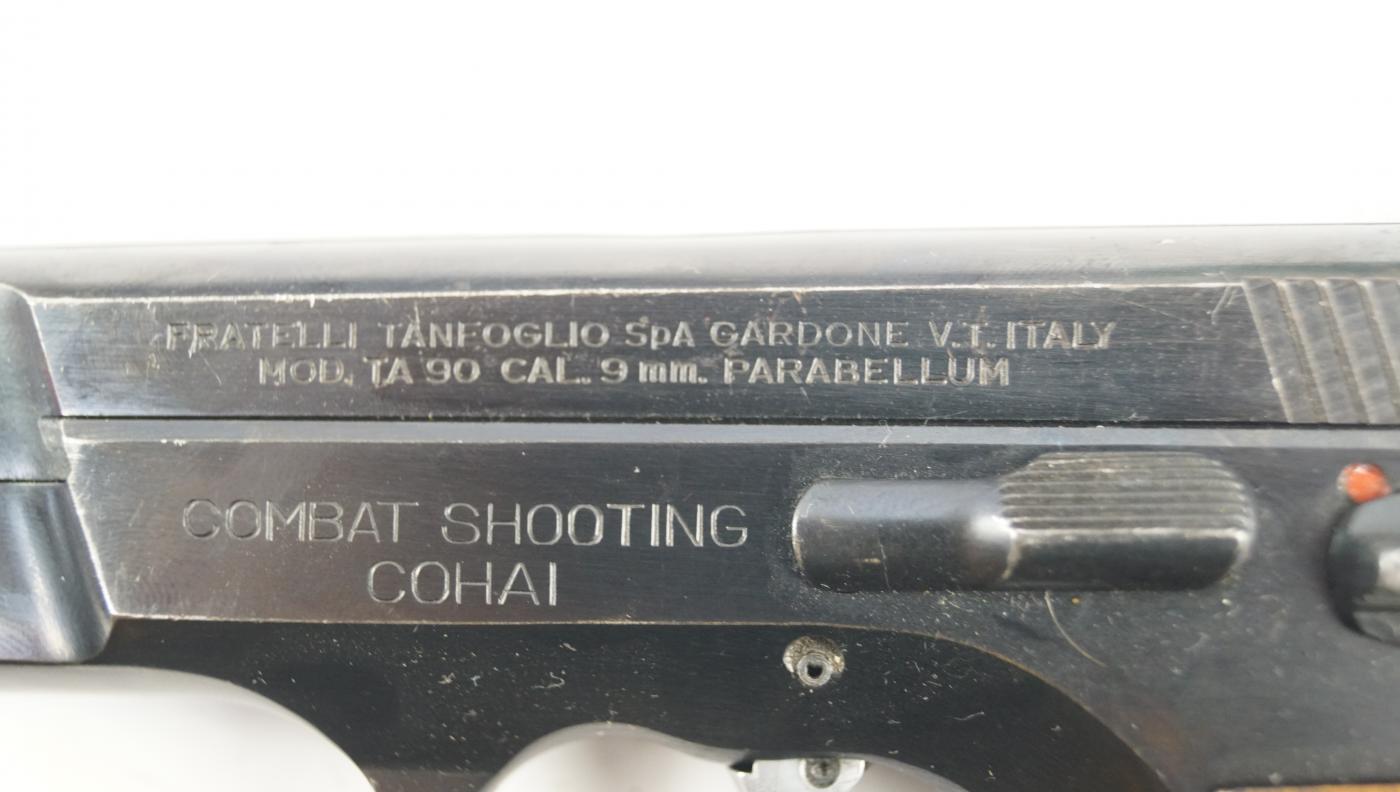 FRATELLI TANFOGLIO SpA GARDONE V.T. ITALY
MOD. TA 90 CAL. 9 mm. PARABELLUM
COMBAT SHOOTING
COHAI